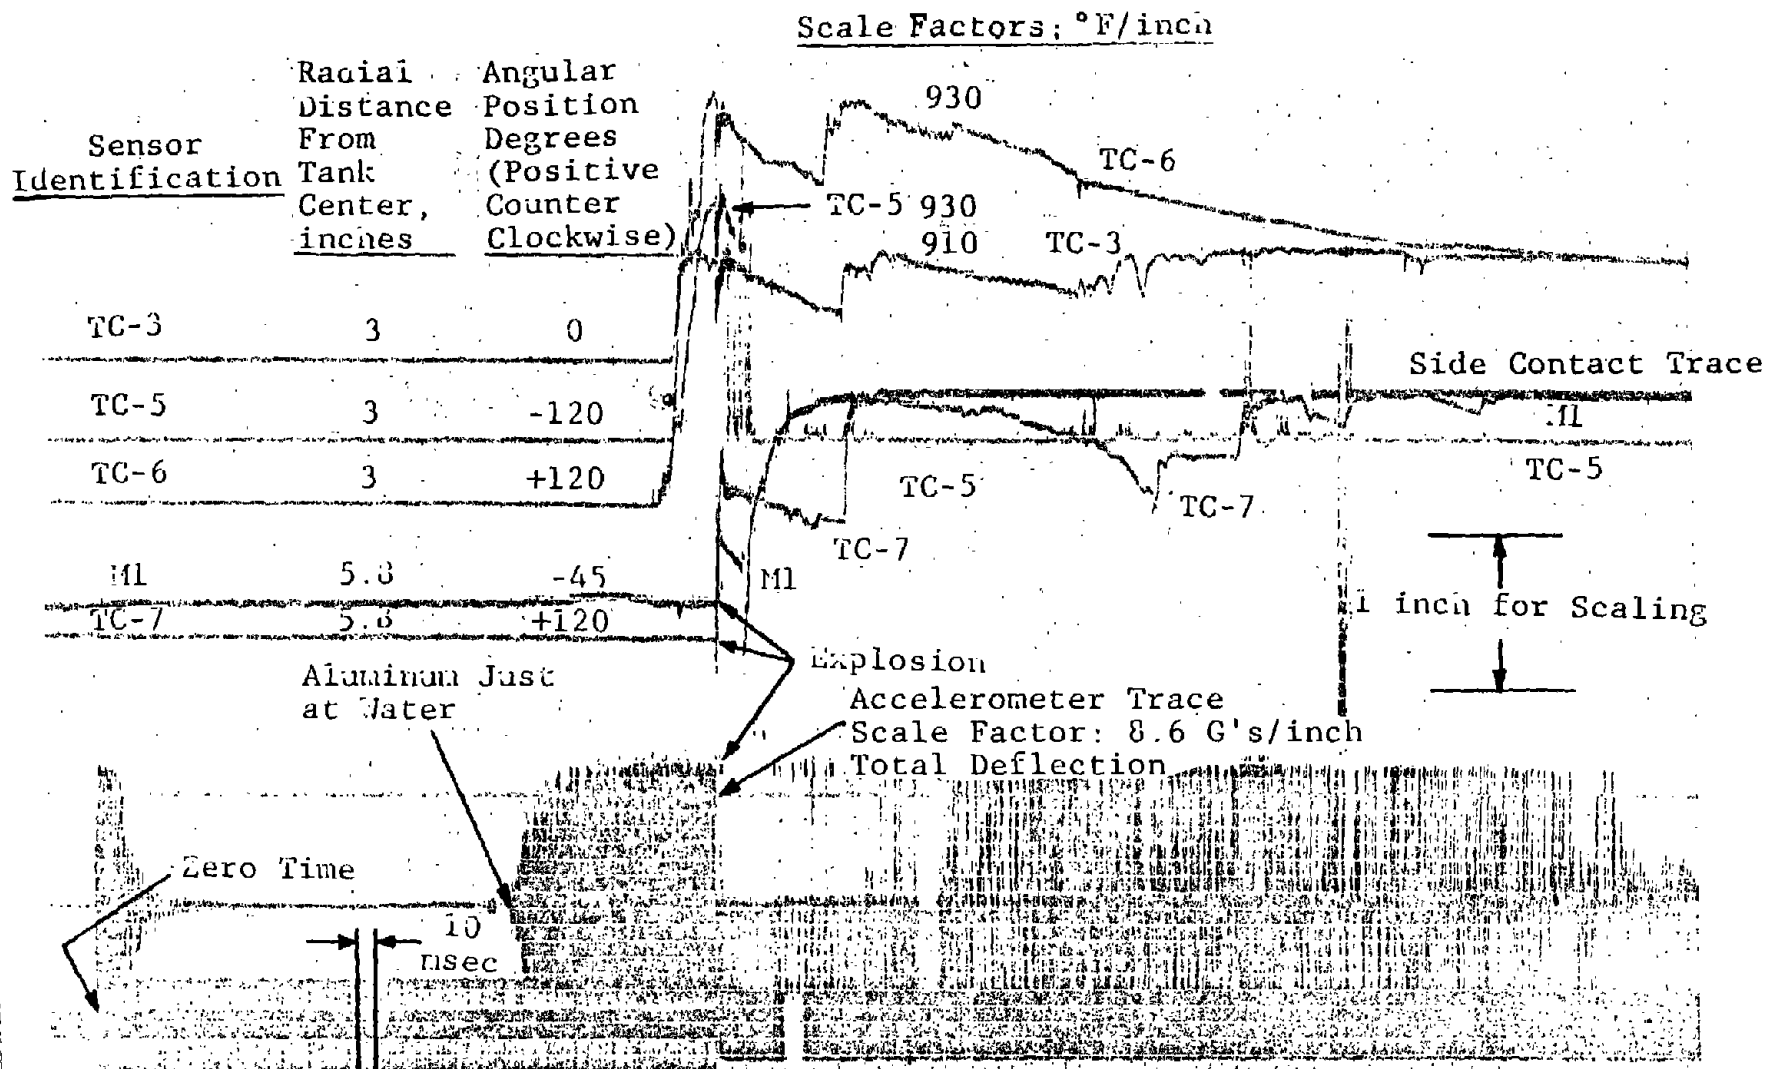 Scale Factors; °F/inch
Sensor Identification
Radial Distance From Tank Center, inches
Angular Position Degrees (Positive Counter Clockwise)
930
TC-6
TC-5 930
910 TC-3
TC-3 3 0
Side Contact Trace
TC-5 3 -120
M1
TC-6 3 +120
TC-5
TC-5
TC-7
TC-7
M1 5.8 -45
M1
1 inch for Scaling
TC-7 5.8 +120
Explosion
Aluminum Just
at Water
Accelerometer Trace
Scale Factor: 8.6 G's/inch
Total Deflection
Zero Time
10
msec